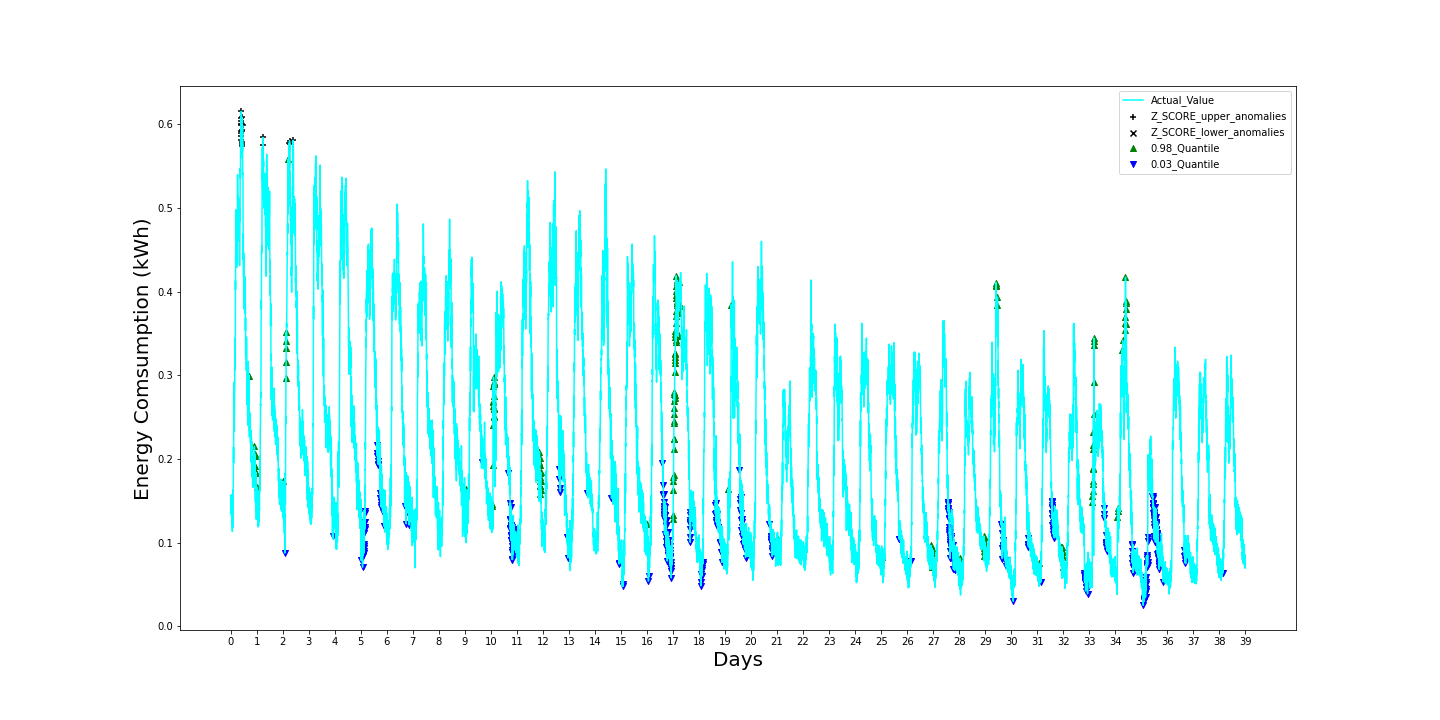 Actual_Value
Z_SCORE_upper_anomalies
Z_SCORE_lower_anomalies
0.98_Quantile
0.03_Quantile
Energy Comsumption (kWh)
0.6
0.5
0.4
0.3
0.2
0.1
0.0
0 1 2 3 4 5 6 7 8 9 10 11 12 13 14 15 16 17 18 19 20 21 22 23 24 25 26 27 28 29 30 31 32 33 34 35 36 37 38 39
Days